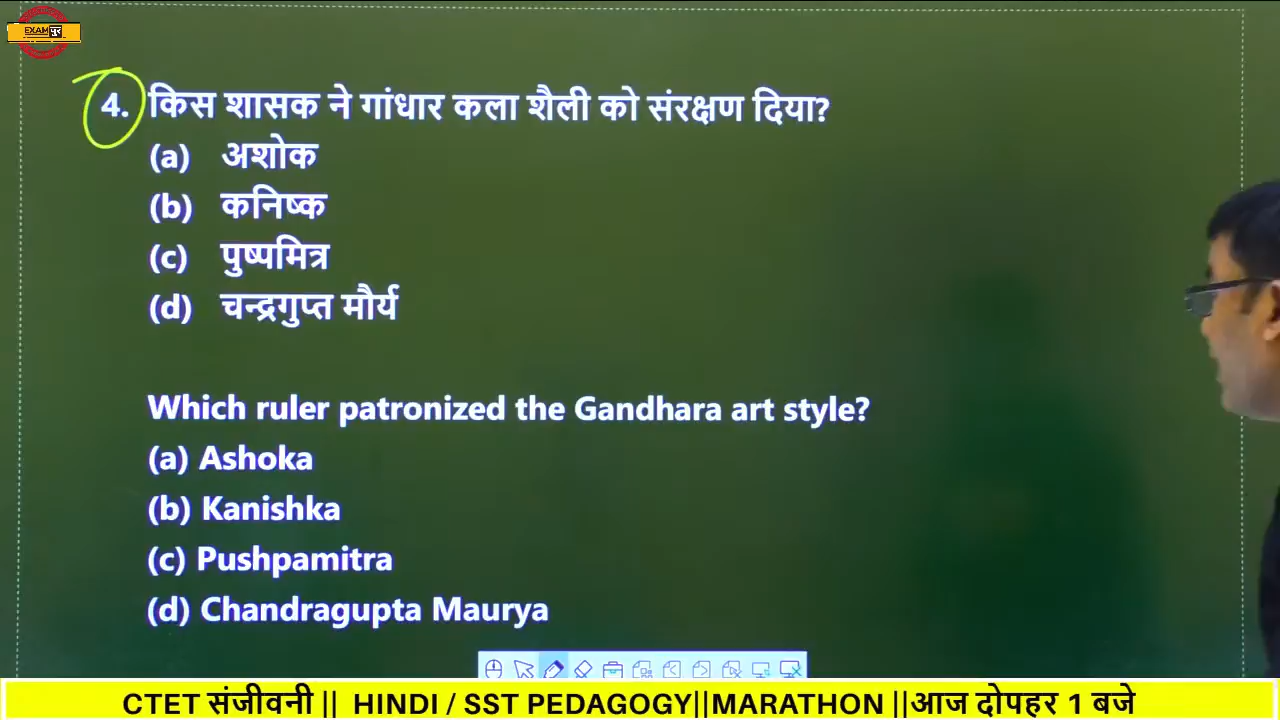 EXAM
4. किस शासक ने गांधार कला शैली को संरक्षण दिया?
(a) अशोक
(b) कनिष्क
(c) पुष्पमित्र
(d) चन्द्रगुप्त मौर्य
Which ruler patronized the Gandhara art style?
(a) Ashoka
(b) Kanishka
(c) Pushpamitra
(d) Chandragupta Maurya
CTET संजीवनी || HINDI / SST PEDAGOGY||MARATHON ||आज दोपहर 1 बजे